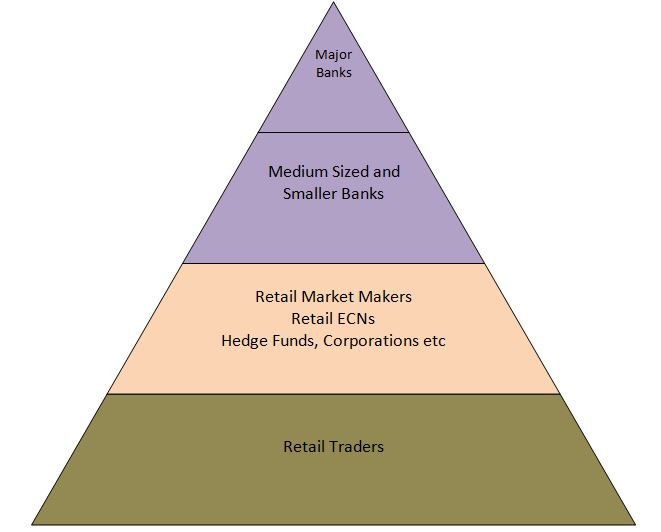 Major
Banks
Medium Sized and
Smaller Banks
Retail Market Makers
Retail ECNs
Hedge Funds, Corporations etc
Retail Traders